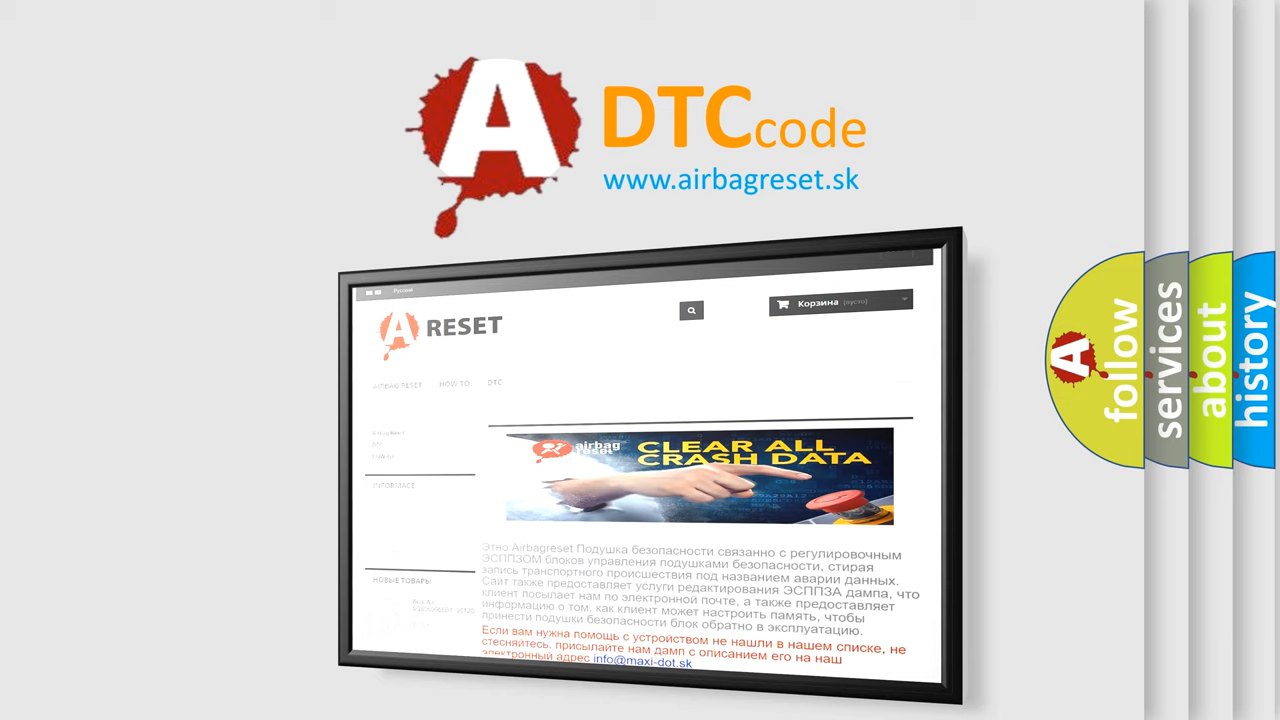 A
DTCcode
www.airbagreset.sk
Русский
A RESET
Корзина (пусто)
AIRBAG RESET HOW TO DTC
INFORMACE
airbag
reset
CLEAR ALL
CRASH DATA
Этно Airbagreset Подушка безопасности связанно с регулировочным
ЭСППЗОМ блоков управления подушками безопасности, стирая
запись транспортного происшествия под названием аварии данных.
Сайт также предоставляет услуги редактирования ЭСППЗА дампа, что
клиент посылает нам по электронной почте, а также предоставляет
информацию о том, как клиент может настроить память, чтобы
принести подушки безопасности блок обратно в эксплуатацию.
Если вам нужна помощь с устройством не нашли в нашем списке, не
стесняйтесь, присылайте нам дамп с описанием его на наш
электронный адрес info@maxi-dot.sk
НОВЫЕ ТОВАРЫ
A
follow
services
about
history